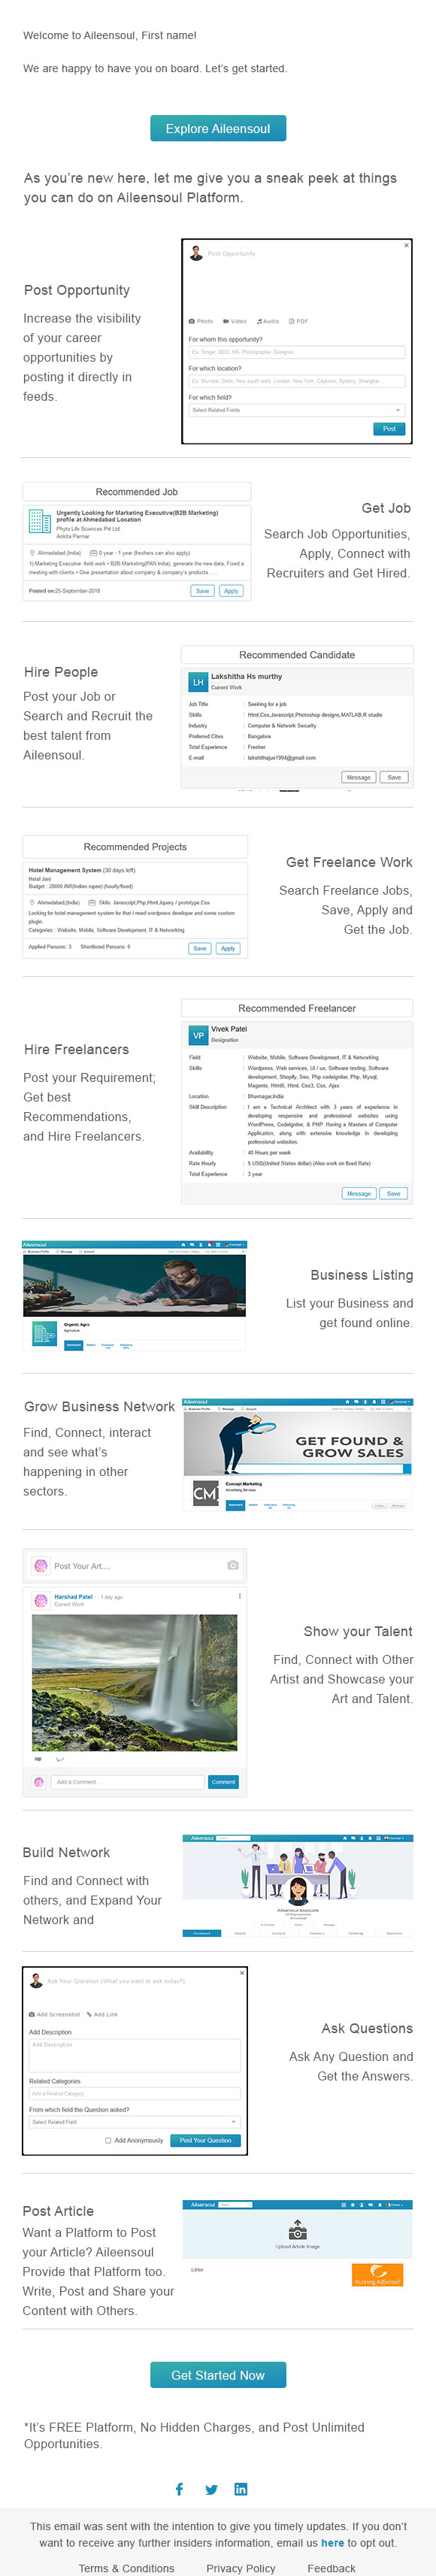 Welcome to Aileensoul, First name!
We are happy to have you on board. Let's get started.
Explore Aileensoul
As you're new here, let me give you a sneak peek at things
you can do on Aileensoul Platform.
Post Opportunity
Increase the visibility
of your career
opportunities by
posting it directly in
feeds.
Post Opportunity
Photo Video Audio PDF
For whom this opportunity?
Ex: Singer, SEO, HR, Photographer, Designer...
For which location?
Ex: Mumbai, Delhi, New south wels, London, New York, Captown, Sydeny, Shanghai
For which field?
Select Related Fields
Post
Recommended Job
Urgently Looking for Marketing Executive(B2B Marketing)
profile at Ahmedabad Location
Phyto Life Sciences Pvt Ltd.
Ankita Parmar
Ahmedabad,(India) 0 year - 1 year (freshers can also apply)
1) Marketing Executive -field work • B2B Marketing(PAN India), generate the new data, Fixed a
meeting with clients • Give presentation about company & company's products ......
Posted on:25-September-2018
Save Apply
Get Job
Search Job Opportunities,
Apply, Connect with
Recruiters and Get Hired.
Hire People
Post your Job or
Search and Recruit the
best talent from
Aileensoul.
Recommended Candidate
LH
Lakshitha Hs murthy
Current Work
Job Title : Seeking for a job
Skills : Html,Css,Javascript,Photoshop designs,MATLAB,R studio
Industry : Computer & Network Security
Preferred Cites : Bangalore
Total Experience : Fresher
E-mail : lakshithajue1994@gmail.com
Message Save
Recommended Projects
Hotel Management System (30 days left)
Hetal Jani
Budget : 28000 INR(Indian rupee) (hourly/fixed)
Ahmedabad,(India) Skills: Javascript,Php,Html,Jquery / prototype,Css
Looking for hotel management system for that i need wordpress developer and some custome
plugin.
Categories : Website, Mobile, Software Development, IT & Networking
Applied Persons: 3 Shortlisted Persons: 0
Save Apply
Get Freelance Work
Search Freelance Jobs,
Save, Apply and
Get the Job.
Hire Freelancers
Post your Requirement;
Get best
Recommendations,
and Hire Freelancers.
Recommended Freelancer
VP
Vivek Patel
Designation
Field : Website, Mobile, Software Development, IT & Networking
Skills : Wordpress, Web services, UI / ux, Software testing, Software
development, Shopify, Seo, Php codeigniter, Php, Mysql,
Magento, Html5, Html, Css3, Css, Ajax
Location : Bhavnagar,India
Skill Description : I am a Technical Architect with 3 years of experience in
developing responsive and professional websites using
WordPress, Codeigniter, & PHP. Having a Masters of Computer
Application, along with extensive knowledge in developing
professional websites.
Availability : 40 Hours per week
Rate Hourly : 5 USD(United States dollar) (Also work on fixed Rate)
Total Experience : 3 year
Message Save
Aileensoul
Business Profile Message Account
Organic Agro
Agriculture
Dashboard Details
Business Listing
List your Business and
get found online.
Grow Business Network
Find, Connect, interact
and see what's
happening in other
sectors.
Aileensoul
Business Profile Message Account
GET FOUND &
GROW SALES
CM
Concept Marketing
Advertising Services
Dashboard Details
Post Your Art....
Harshad Patel - 1 day ago
Current Work
Add a Comment ...
Comment
Show your Talent
Find, Connect with Other
Artist and Showcase your
Art and Talent.
Build Network
Find and Connect with
others, and Expand Your
Network and
Aileensoul
Aileensoul Associate
Ask Your Question (What you want to ask today?)
Add Screenshot Add Link
Add Description
Add Description
Related Categories
Add a Related Category
From which field the Question asked?
Select Related Field
Add Anonymously Post Your Question
Ask Questions
Ask Any Question and
Get the Answers.
Post Article
Want a Platform to Post
your Article? Aileensoul
Provide that Platform too.
Write, Post and Share your
Content with Others.
Aileensoul
Upload Article Image
Editer
Running AdSense!
Get Started Now
*It's FREE Platform, No Hidden Charges, and Post Unlimited
Opportunities.
This email was sent with the intention to give you timely updates. If you don't
want to receive any further insiders information, email us here to opt out.
Terms & Conditions Privacy Policy Feedback